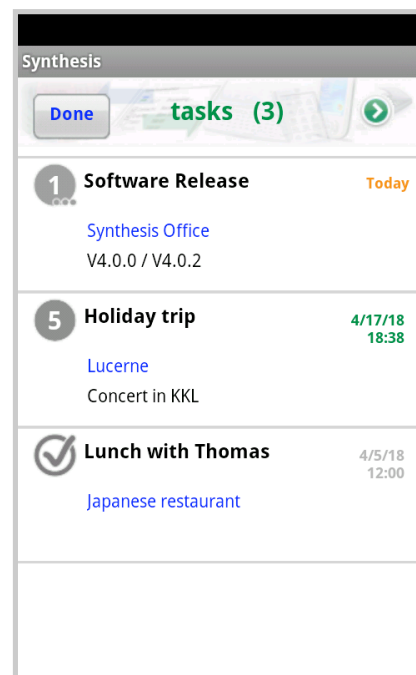 Synthesis
Done
tasks (3)
1
Software Release
Today
Synthesis Office
V4.0.0 / V4.0.2
5
Holiday trip
4/17/18
18:38
Lucerne
Concert in KKL
Lunch with Thomas
4/5/18
12:00
Japanese restaurant